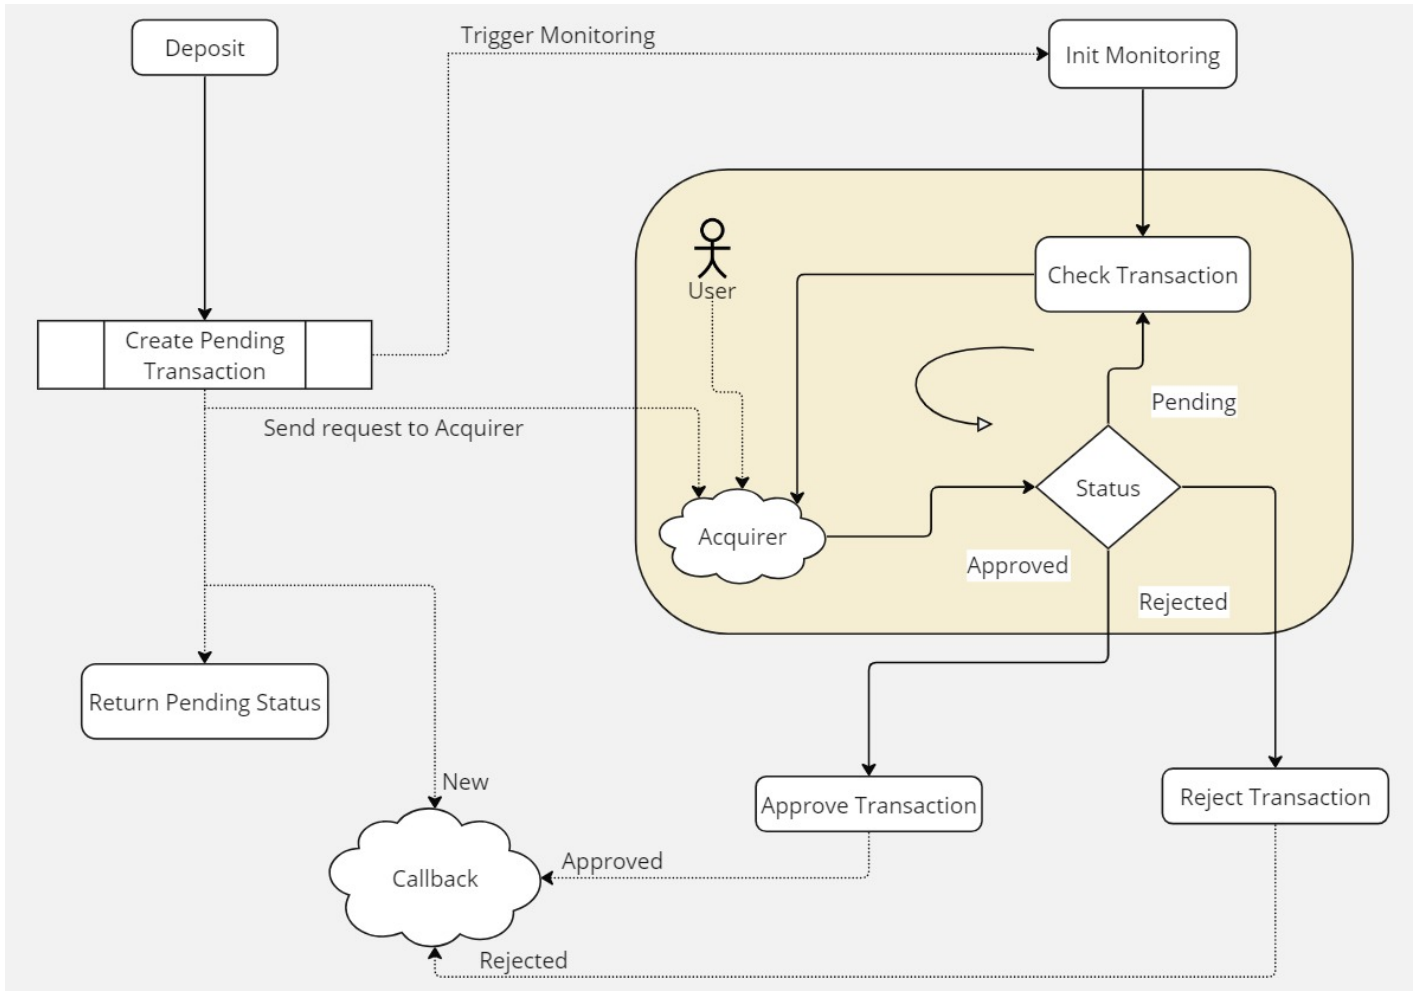 Deposit
Trigger Monitoring
Init Monitoring
User
Check Transaction
Create Pending
Transaction
Send request to Acquirer
Pending
Status
Acquirer
Approved
Rejected
Return Pending Status
New
Approve Transaction
Reject Transaction
Callback
Approved
Rejected